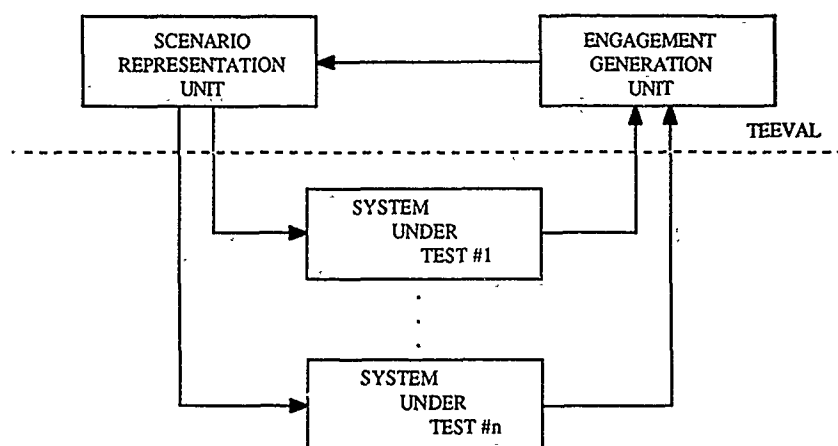 SCENARIO
REPRESENTATION
UNIT
ENGAGEMENT
GENERATION
UNIT
TEEVAL
SYSTEM
UNDER
TEST #1
SYSTEM
UNDER
TEST #n